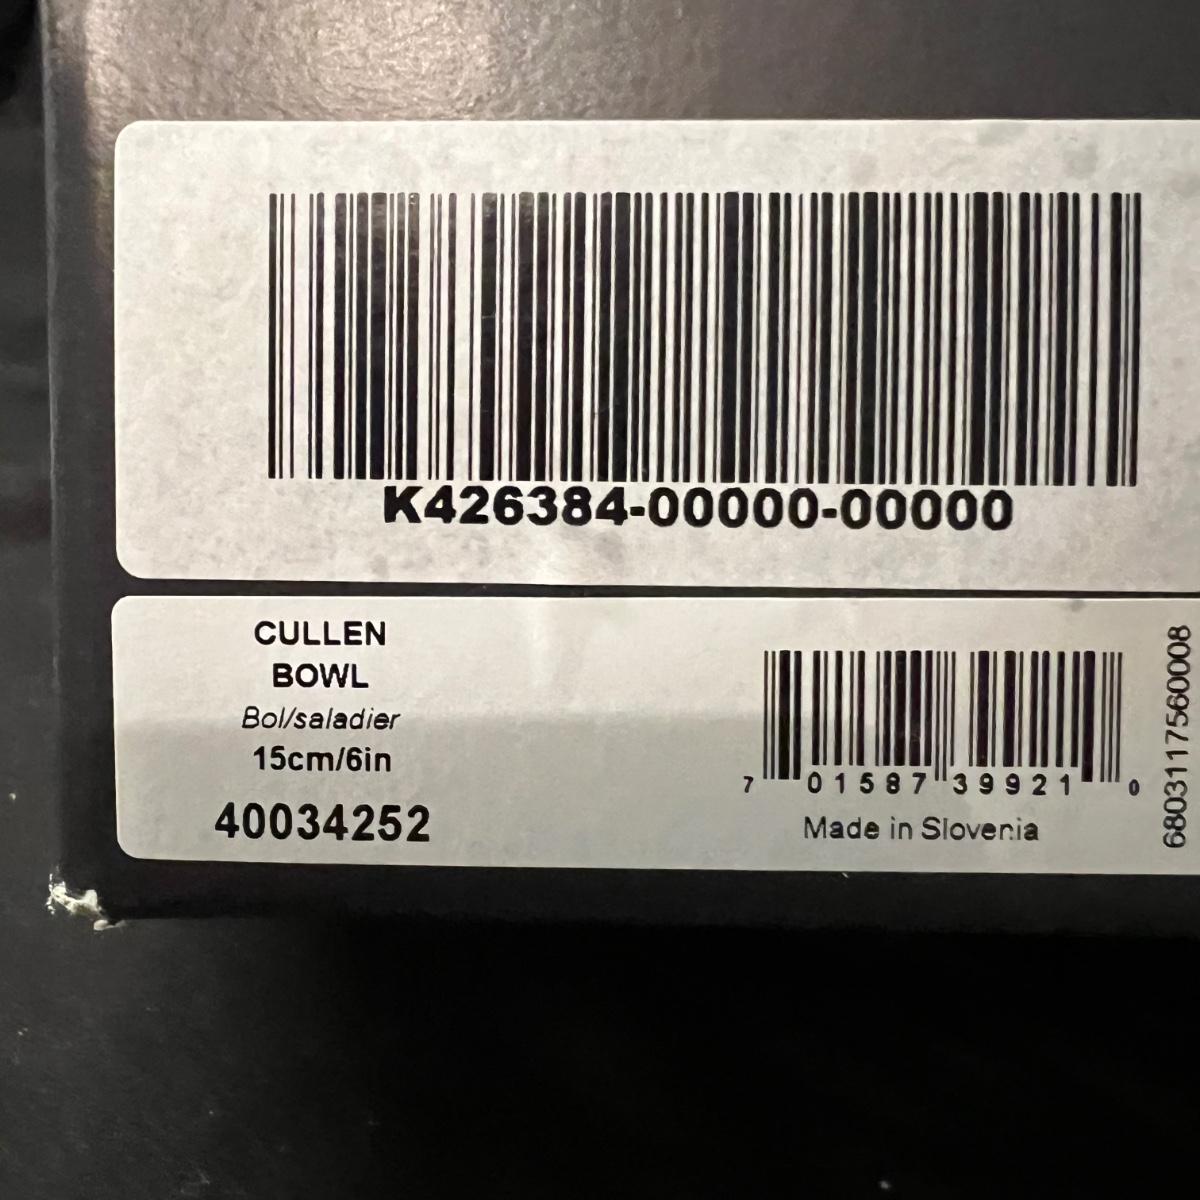 K426384-00000-00000
CULLEN
BOWL
Bol/saladier
15cm/6in
40034252
7 01587 39921 0
Made in Slovenia
6803117560008